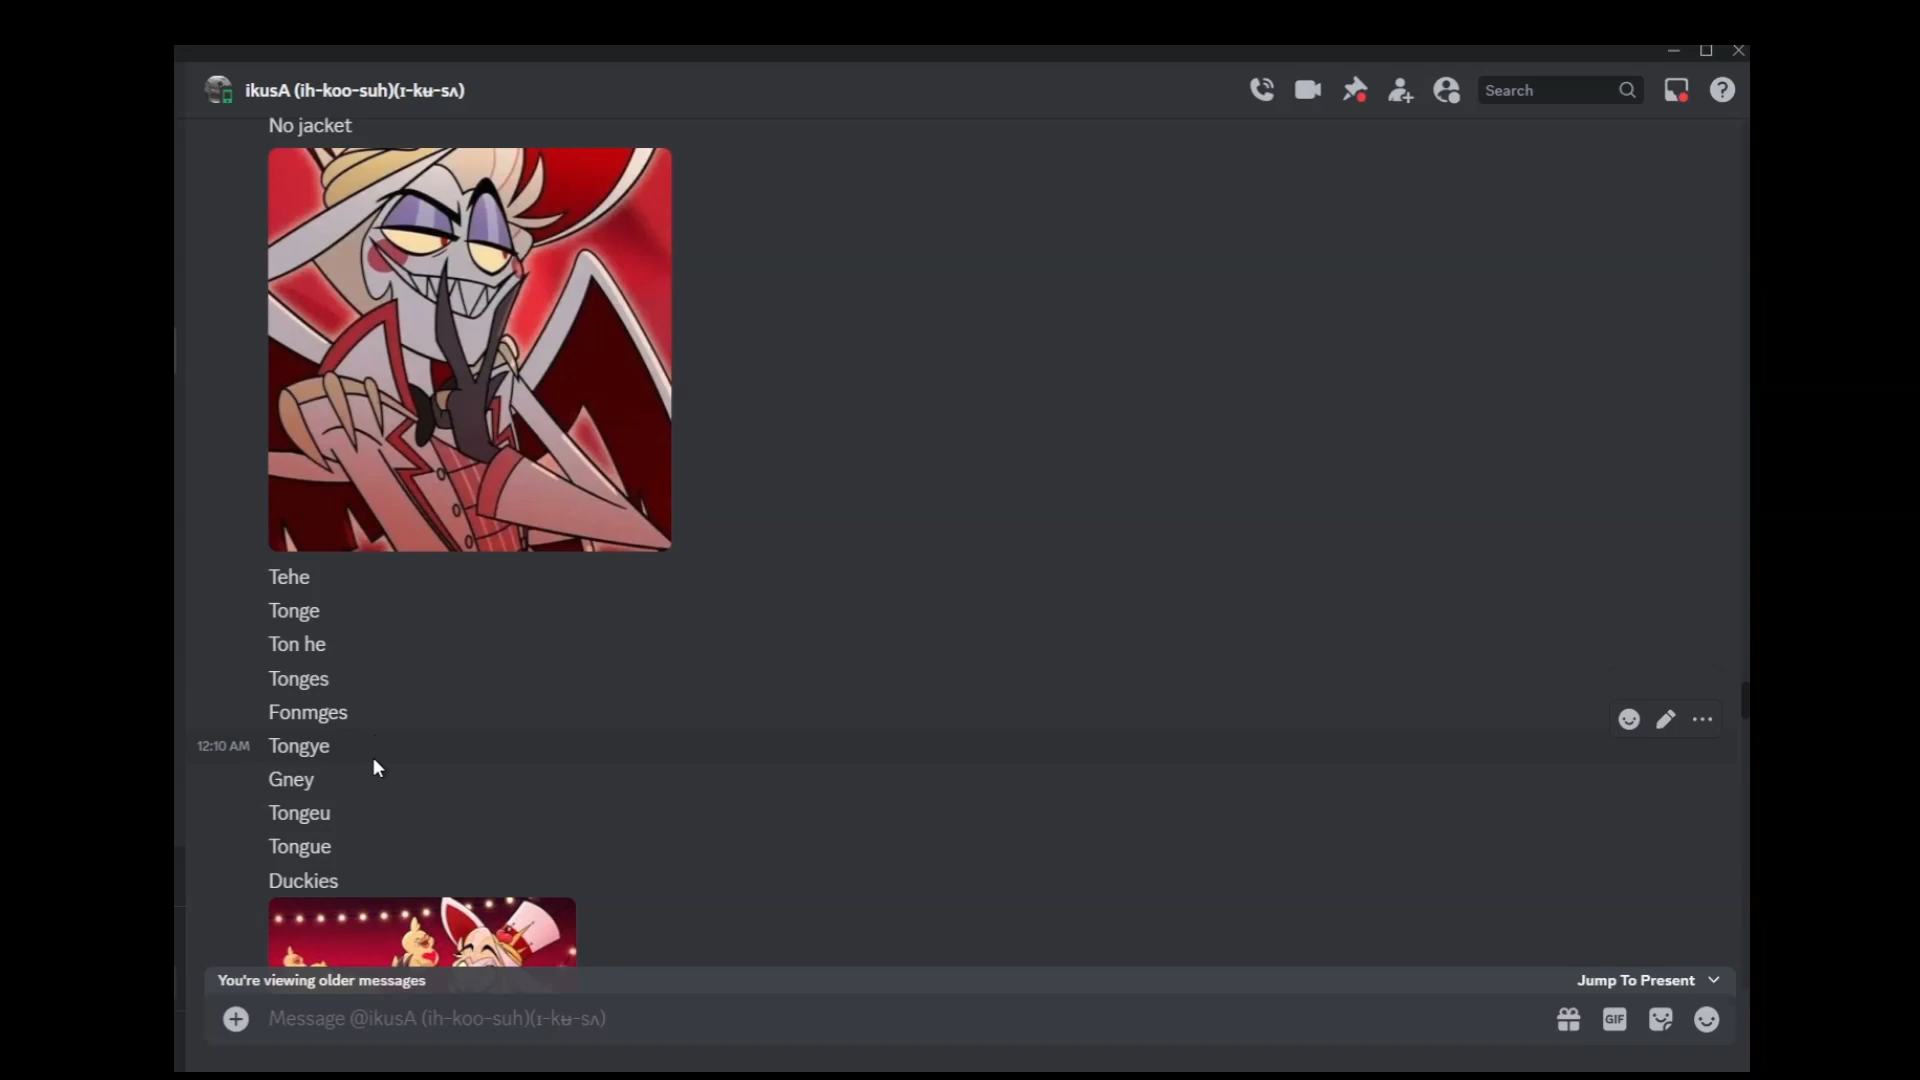 ikusA (ih-koo-suh)(ɪ-kʉ-sʌ)
Search
No jacket
Tehe
Tonge
Ton he
Tonges
Fonmges
12:10 AM Tongye
Gney
Tongeu
Tongue
Duckies
You're viewing older messages
Jump To Present
Message @ikusA (ih-koo-suh)(ɪ-kʉ-sʌ)
GIF